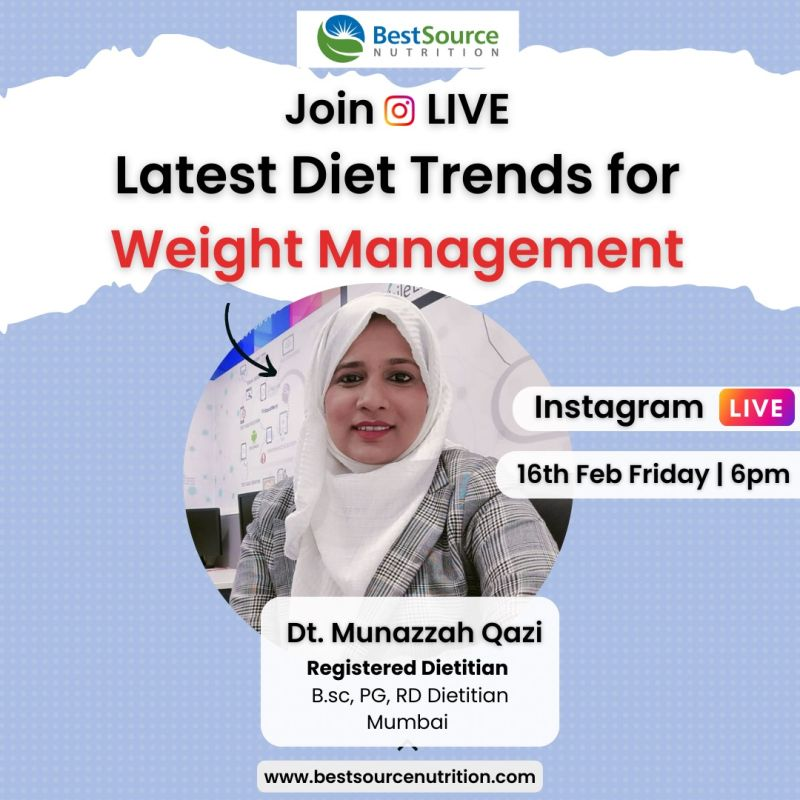 BestSource
NUTRITION
Join LIVE
Latest Diet Trends for
Weight Management
Instagram LIVE
16th Feb Friday | 6pm
Dt. Munazzah Qazi
Registered Dietitian
B.sc, PG, RD Dietitian
Mumbai
www.bestsourcenutrition.com